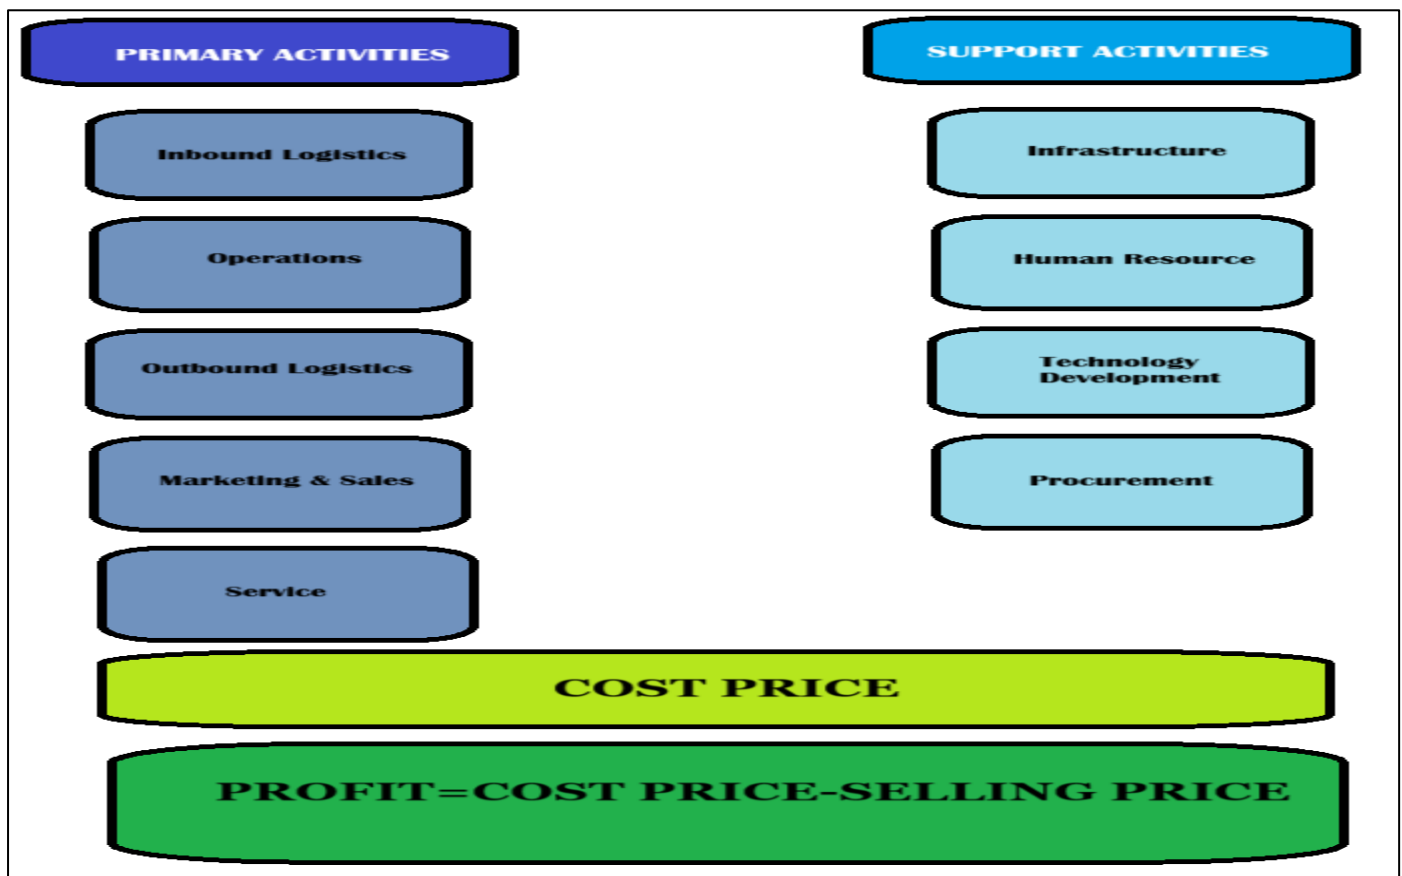 PRIMARY ACTIVITIES
Inbound Logistics
Operations
Outbound Logistics
Marketing & Sales
Service
SUPPORT ACTIVITIES
Infrastructure
Human Resource
Technology
Development
Procurement
COST PRICE
PROFIT=COST PRICE-SELLING PRICE